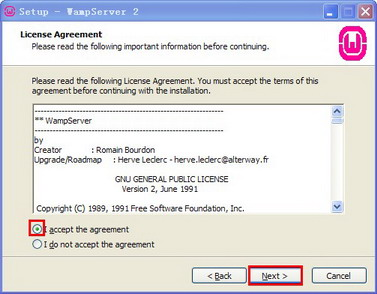 Setup - WampServer 2
License Agreement
Please read the following important information before continuing.
Please read the following License Agreement. You must accept the terms of this
agreement before continuing with the installation.
------------------------------------------------------------
** WampServer
------------------------------------------------------------
by
Creator : Romain Bourdon
Upgrade/Roadmap : Herve Leclerc - herve.leclerc@alterway.fr
GNU GENERAL PUBLIC LICENSE
Version 2, June 1991
Copyright (C) 1989, 1991 Free Software Foundation, Inc.
I accept the agreement
I do not accept the agreement
< Back Next > Cancel